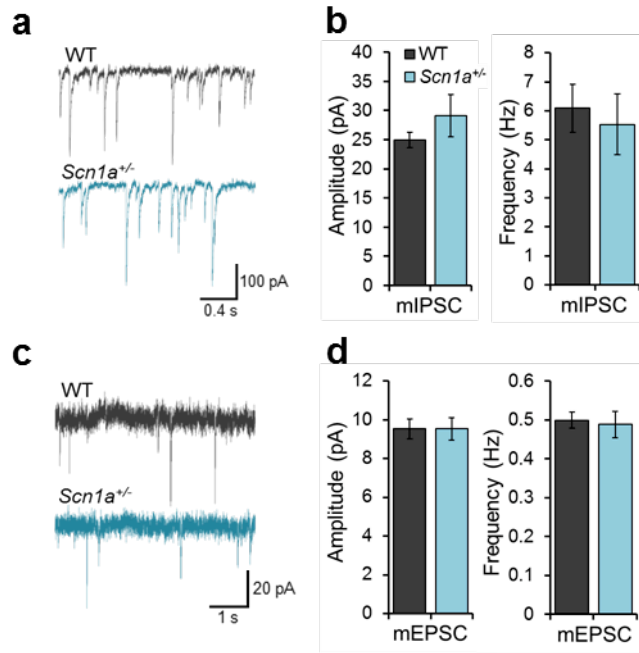 a
WT
Scn1a+/-
100 pA
0.4 s
b
Amplitude (pA)
40
35
30
25
20
15
10
5
0
WT
Scn1a+/-
mIPSC
Frequency (Hz)
8
7
6
5
4
3
2
1
0
mIPSC
c
WT
Scn1a+/-
20 pA
1 s
d
Amplitude (pA)
12
10
8
6
4
2
0
mEPSC
Frequency (Hz)
0.6
0.5
0.4
0.3
0.2
0.1
0
mEPSC